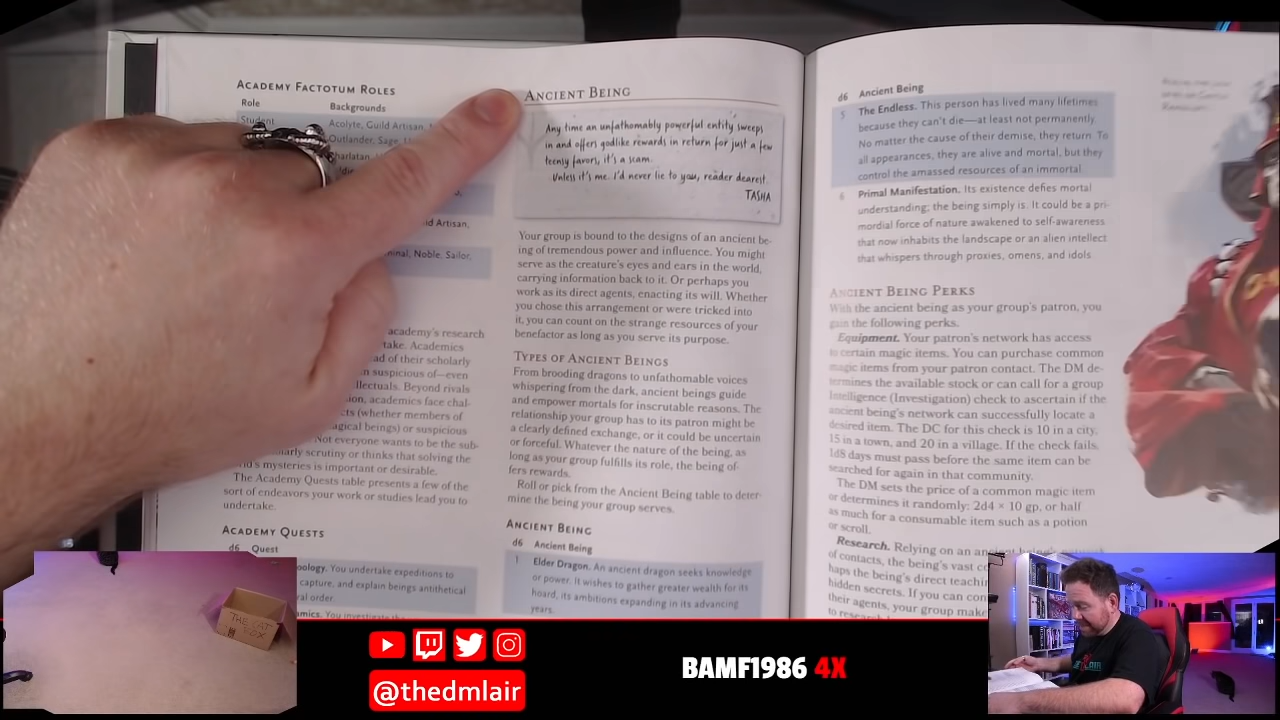 ACADEMY FACTOTUM ROLES
Role Backgrounds
Student Acolyte, Guild Artisan,
Outlander, Sage,
harlatan,
ld Artisan,
ninal, Noble, Sailor,
academy's research
take. Academics
ad of their scholarly
n suspicious of—even
llectuals. Beyond rivals
ion, academics face chal-
cts (whether members of
agical beings) or suspicious
Not everyone wants to be the sub-
larly scrutiny or thinks that solving the
mysteries is important or desirable.
The Academy Quests table presents a few of the
sort of endeavors your work or studies lead you to
undertake.
ACADEMY QUESTS
d6 Quest
ology. You undertake expeditions to
capture, and explain beings antithetical
ral order
amics. You investigate the
ANCIENT BEING
Any time an unfathomably powerful entity sweeps
in and offers godlike rewards in return for just a few
teensy favors, it's a scam.
Unless it's me. I'd never lie to you, reader dearest.
TASHA
Your group is bound to the designs of an ancient be-
ing of tremendous power and influence. You might
serve as the creature's eyes and ears in the world,
carrying information back to it. Or perhaps you
work as its direct agents, enacting its will. Whether
you chose this arrangement or were tricked into
it, you can count on the strange resources of your
benefactor as long as you serve its purpose.
TYPES OF ANCIENT BEINGS
From brooding dragons to unfathomable voices
whispering from the dark, ancient beings guide
and empower mortals for inscrutable reasons. The
relationship your group has to its patron might be
a clearly defined exchange, or it could be uncertain
or forceful. Whatever the nature of the being, as
long as your group fulfills its role, the being of-
fers rewards.
Roll or pick from the Ancient Being table to deter-
mine the being your group serves.
ANCIENT BEING
d6 Ancient Being
1 Elder Dragon. An ancient dragon seeks knowledge
or power. It wishes to gather greater wealth for its
hoard, its ambitions expanding in its advancing
years.
d6 Ancient Being
5 The Endless. This person has lived many lifetimes
because they can't die—at least not permanently.
No matter the cause of their demise, they return. To
all appearances, they are alive and mortal, but they
control the amassed resources of an immortal.
6 Primal Manifestation. Its existence defies mortal
understanding; the being simply is. It could be a pri-
mordial force of nature awakened to self-awareness
that now inhabits the landscape or an alien intellect
that whispers through proxies, omens, and idols.
ANCIENT BEING PERKS
With the ancient being as your group's patron, you
gain the following perks.
Equipment. Your patron's network has access
to certain magic items. You can purchase common
magic items from your patron contact. The DM de-
termines the available stock or can call for a group
Intelligence (Investigation) check to ascertain if the
ancient being's network can successfully locate a
desired item. The DC for this check is 10 in a city,
15 in a town, and 20 in a village. If the check fails,
1d8 days must pass before the same item can be
searched for again in that community.
The DM sets the price of a common magic item
or determines it randomly: 2d4 × 10 gp, or half
as much for a consumable item such as a potion
or scroll.
Research. Relying on an ancient being's network
of contacts, the being's vast
haps the being's direct teachin
hidden secrets. If you can con
their agents, your group make
to resear
THE CAT
BOX
@thedmlair
BAMF1986 4X